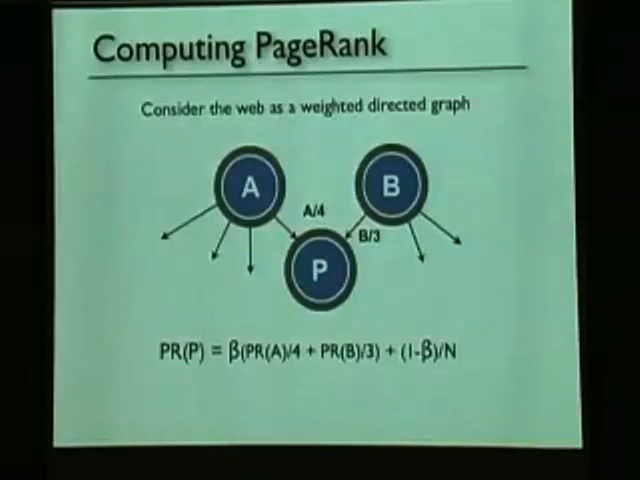 Computing PageRank
Consider the web as a weighted directed graph
A
B
A/4
B/3
P
PR(P) = β(PR(A)/4 + PR(B)/3) + (1-β)/N